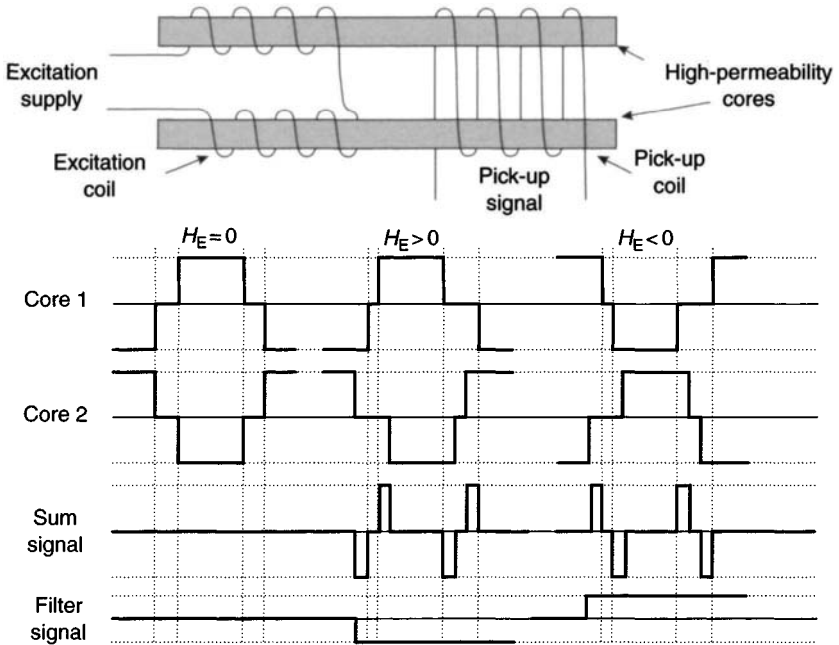 Excitation
supply
High-permeability
cores
Excitation
coil
Pick-up
signal
Pick-up
coil
H_E = 0
H_E > 0
H_E < 0
Core 1
Core 2
Sum
signal
Filter
signal